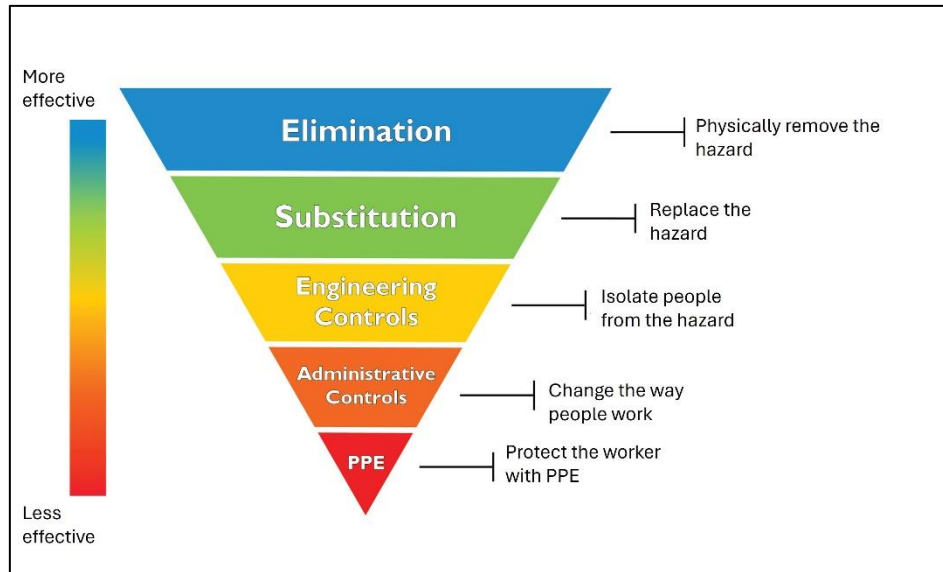 More
effective
Elimination
Physically remove the
hazard
Substitution
Replace the
hazard
Engineering
Controls
Isolate people
from the hazard
Administrative
Controls
Change the way
people work
PPE
Protect the worker
with PPE
Less
effective